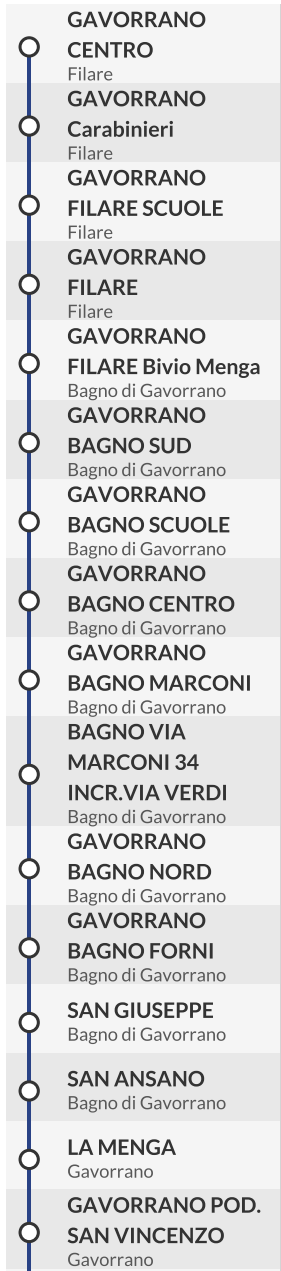 GAVORRANO
CENTRO
Filare
GAVORRANO
Carabinieri
Filare
GAVORRANO
FILARE SCUOLE
Filare
GAVORRANO
FILARE
Filare
GAVORRANO
FILARE Bivio Menga
Bagno di Gavorrano
GAVORRANO
BAGNO SUD
Bagno di Gavorrano
GAVORRANO
BAGNO SCUOLE
Bagno di Gavorrano
GAVORRANO
BAGNO CENTRO
Bagno di Gavorrano
GAVORRANO
BAGNO MARCONI
Bagno di Gavorrano
BAGNO VIA
MARCONI 34
INCR.VIA VERDI
Bagno di Gavorrano
GAVORRANO
BAGNO NORD
Bagno di Gavorrano
GAVORRANO
BAGNO FORNI
Bagno di Gavorrano
SAN GIUSEPPE
Bagno di Gavorrano
SAN ANSANO
Bagno di Gavorrano
LA MENGA
Gavorrano
GAVORRANO POD.
SAN VINCENZO
Gavorrano